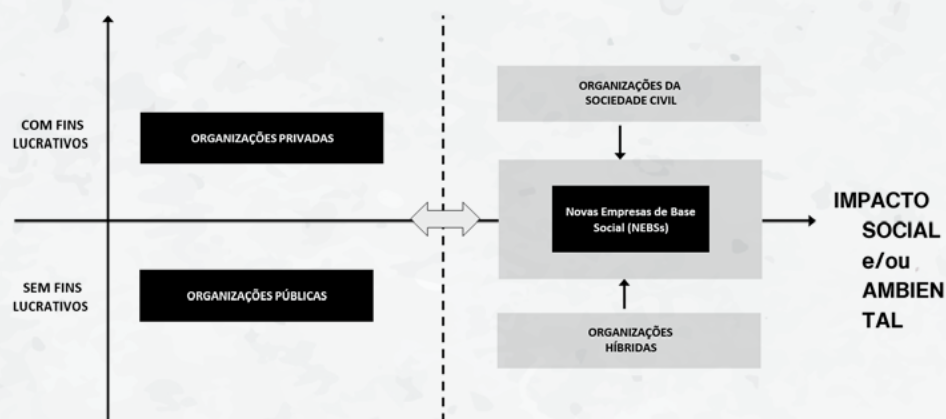 COM FINS
LUCRATIVOS
ORGANIZAÇÕES PRIVADAS
SEM FINS
LUCRATIVOS
ORGANIZAÇÕES PÚBLICAS
ORGANIZAÇÕES DA
SOCIEDADE CIVIL
Novas Empresas de Base
Social (NEBSs)
ORGANIZAÇÕES
HÍBRIDAS
IMPACTO
SOCIAL
e/ou
AMBIEN
TAL